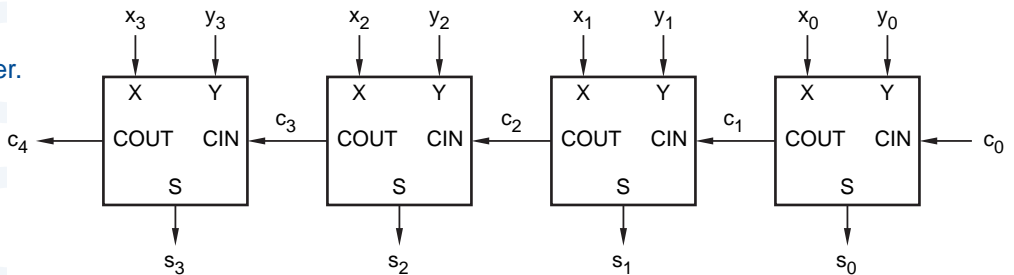 x3 y3 x2 y2 x1 y1 x0 y0
er.
X Y X Y X Y X Y
c4 COUT CIN c3 COUT CIN c2 COUT CIN c1 COUT CIN c0
S S S S
s3 s2 s1 s0